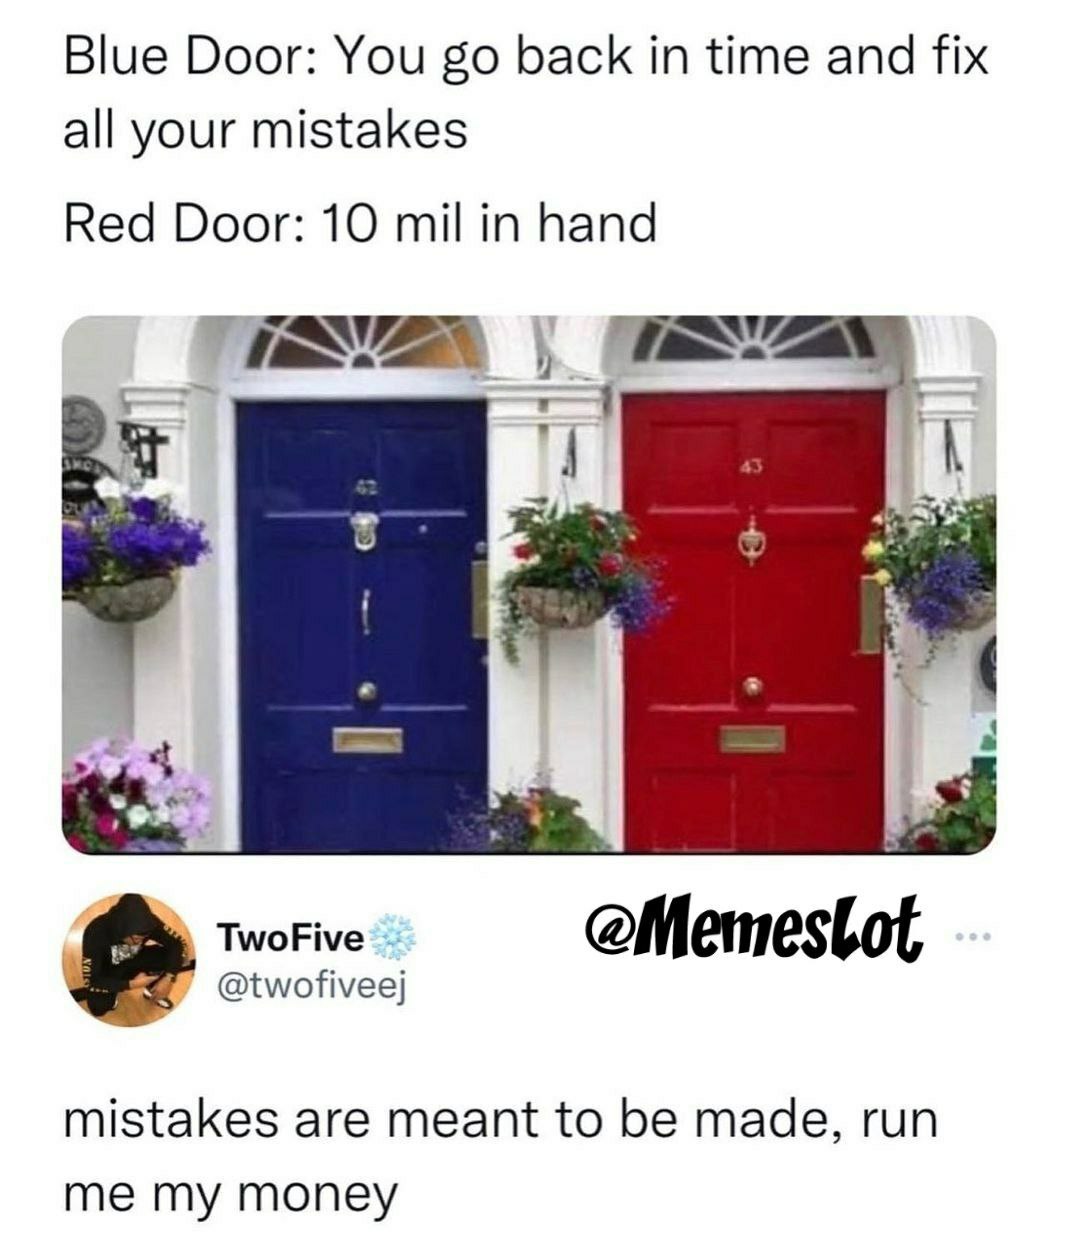 Blue Door: You go back in time and fix
all your mistakes
Red Door: 10 mil in hand
42
43
TwoFive
@MemesLot
@twofiveej
mistakes are meant to be made, run
me my money